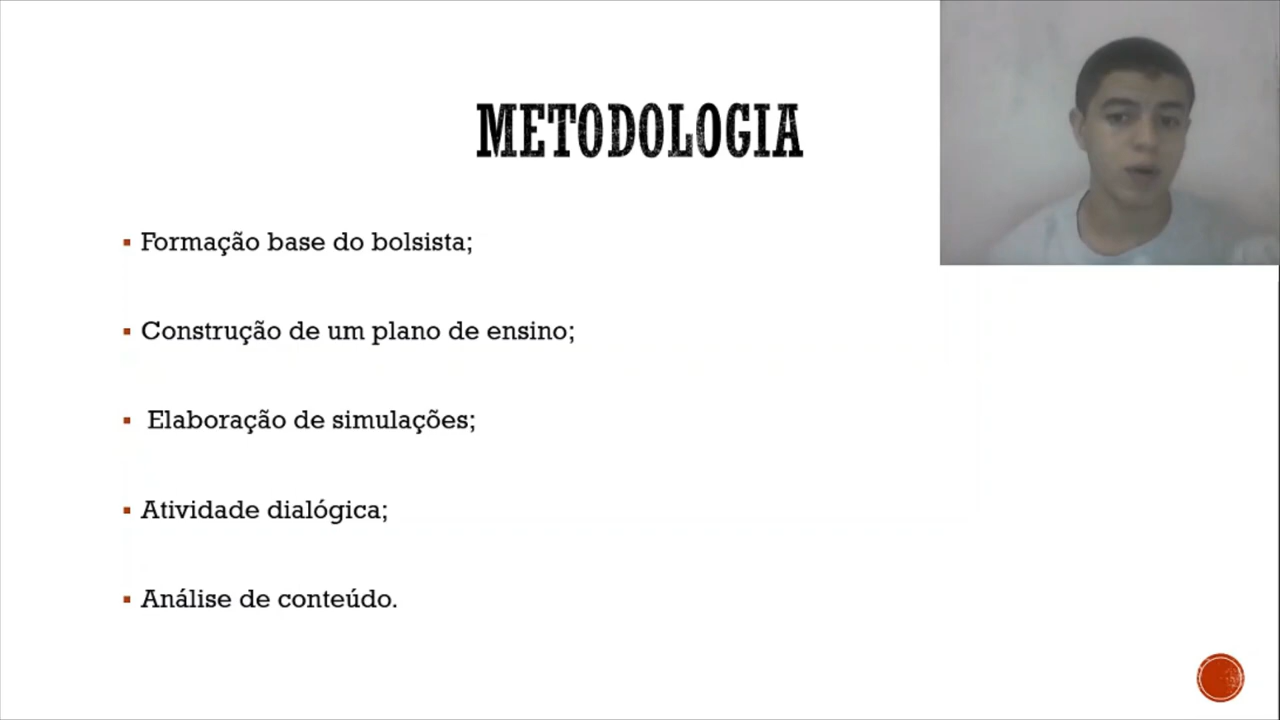 METODOLOGIA
Formação base do bolsista;
Construção de um plano de ensino;
Elaboração de simulações;
Atividade dialógica;
Análise de conteúdo.